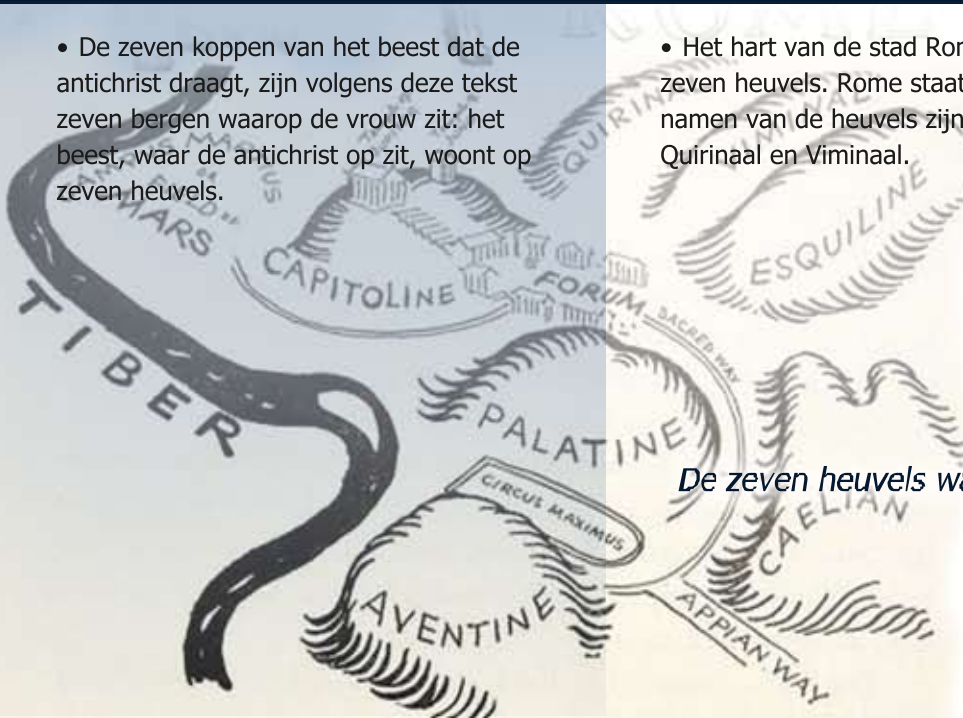 • De zeven koppen van het beest dat de
antichrist draagt, zijn volgens deze tekst
zeven bergen waarop de vrouw zit: het
beest, waar de antichrist op zit, woont op
zeven heuvels.
• Het hart van de stad Rom
zeven heuvels. Rome staat
namen van de heuvels zijn
Quirinaal en Viminaal.
De zeven heuvels wa
ROME
QUIRINAL
VIMINAL
ESQUILINE
MARS
CAPITOLINE
FORUM
SACRED WAY
TIBER
PALATINE
CIRCUS MAXIMUS
CAELIAN
AVENTINE
APPIAN WAY